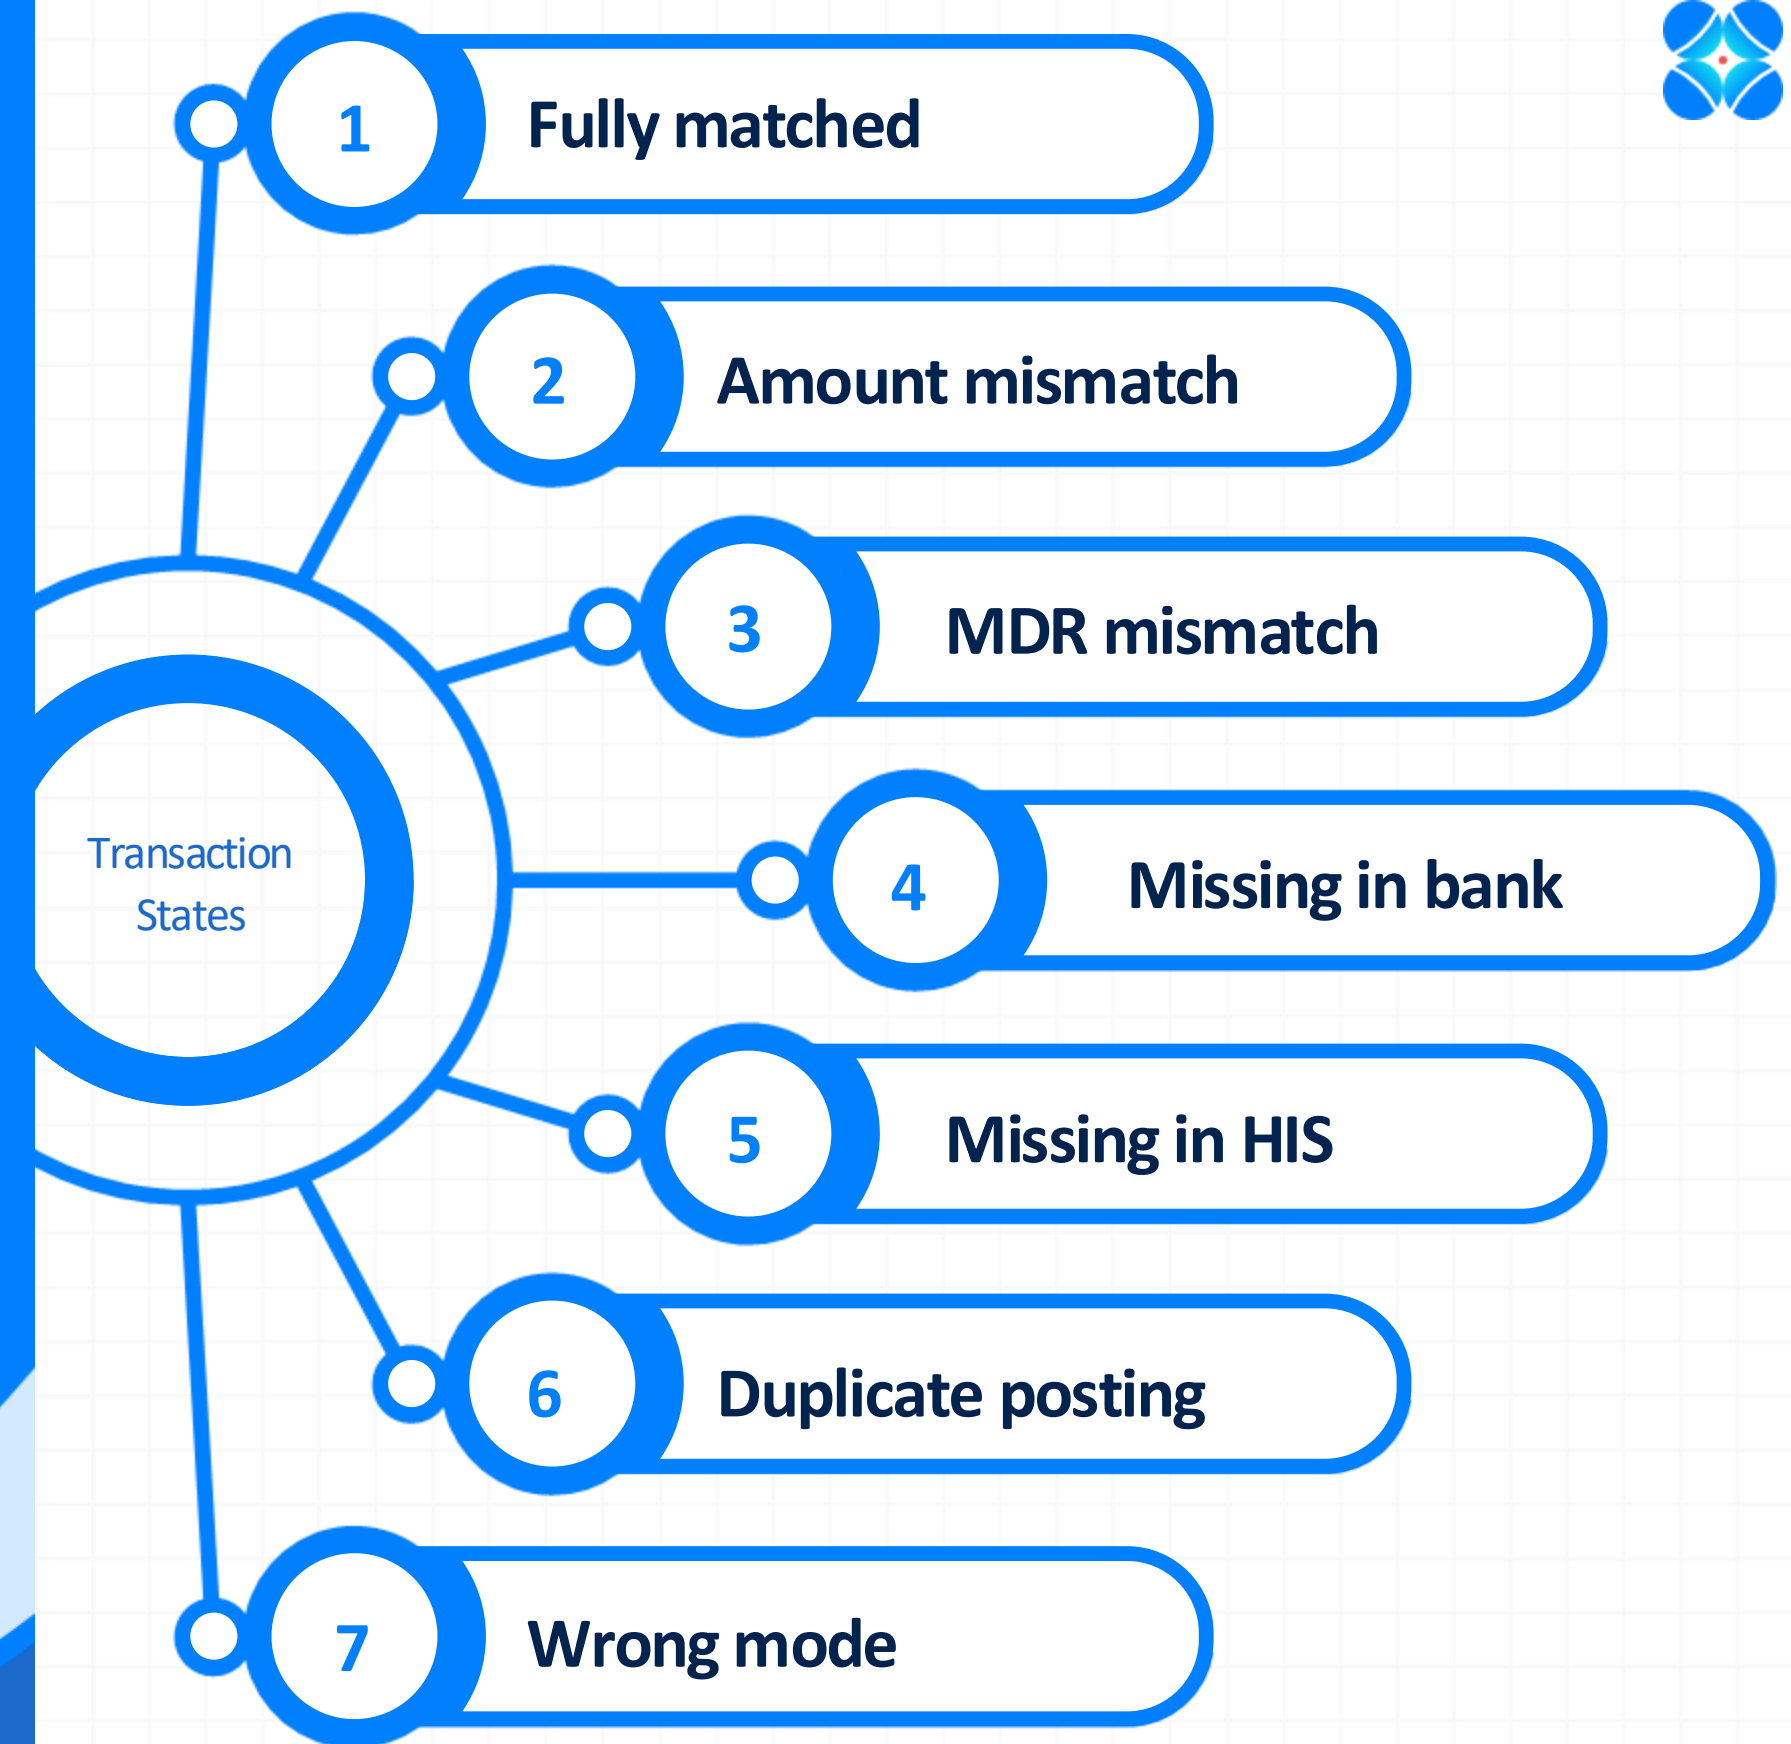 1
Fully matched
2
Amount mismatch
3
MDR mismatch
Transaction
States
4
Missing in bank
5
Missing in HIS
6
Duplicate posting
7
Wrong mode